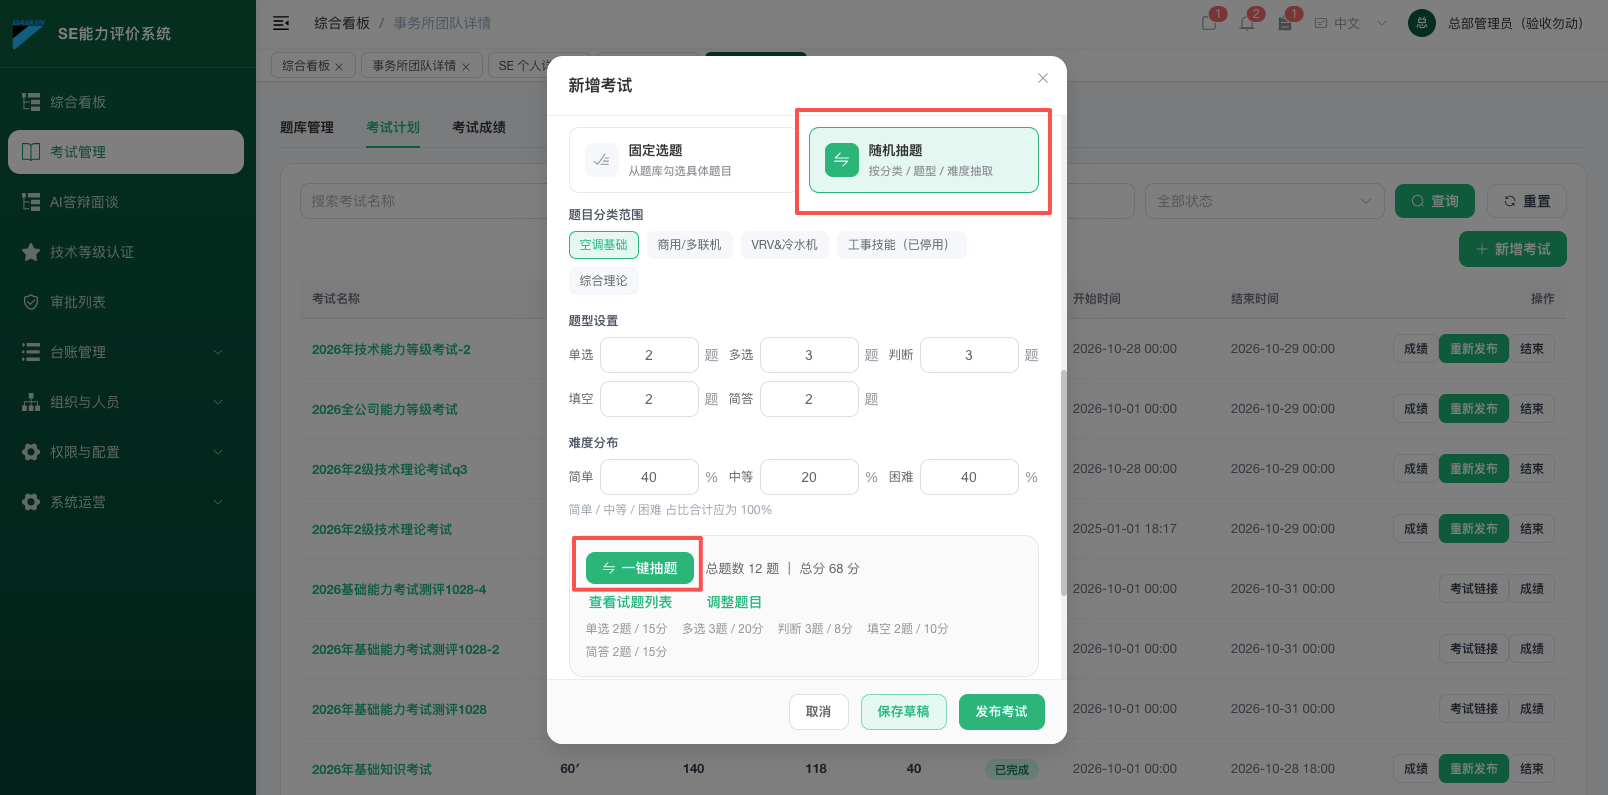 DAIKIN
SE能力评价系统
综合看板
考试管理
AI答辩面谈
技术等级认证
审批列表
台账管理
组织与人员
权限与配置
系统运营
综合看板 / 事务所团队详情
1
2
1
中文
总
总部管理员（验收勿动）
综合看板 ×
事务所团队详情 ×
SE 个人详
题库管理
考试计划
考试成绩
搜索考试名称
全部状态
查询
重置
+ 新增考试
考试名称
开始时间
结束时间
操作
2026年技术能力等级考试-2
2026-10-28 00:00
2026-10-29 00:00
成绩
重新发布
结束
2026全公司能力等级考试
2026-10-01 00:00
2026-10-29 00:00
成绩
重新发布
结束
2026年2级技术理论考试q3
2026-10-28 00:00
2026-10-29 00:00
成绩
重新发布
结束
2026年2级技术理论考试
2025-01-01 18:17
2026-10-29 00:00
成绩
重新发布
结束
2026基础能力考试测评1028-4
2026-10-01 00:00
2026-10-31 00:00
考试链接
成绩
2026年基础能力考试测评1028-2
2026-10-01 00:00
2026-10-31 00:00
考试链接
成绩
2026年基础能力考试测评1028
2026-10-01 00:00
2026-10-31 00:00
考试链接
成绩
2026年基础知识考试
60′
140
118
40
已完成
2026-10-01 00:00
2026-10-28 18:00
成绩
重新发布
结束
新增考试
×
固定选题
从题库勾选具体题目
随机抽题
按分类 / 题型 / 难度抽取
题目分类范围
空调基础
商用/多联机
VRV&冷水机
工事技能（已停用）
综合理论
题型设置
单选 2 题 多选 3 题 判断 3 题
填空 2 题 简答 2 题
难度分布
简单 40 % 中等 20 % 困难 40 %
简单 / 中等 / 困难 占比合计应为 100%
一键抽题
总题数 12 题 | 总分 68 分
查看试题列表
调整题目
单选 2题 / 15分 多选 3题 / 20分 判断 3题 / 8分 填空 2题 / 10分
简答 2题 / 15分
取消
保存草稿
发布考试